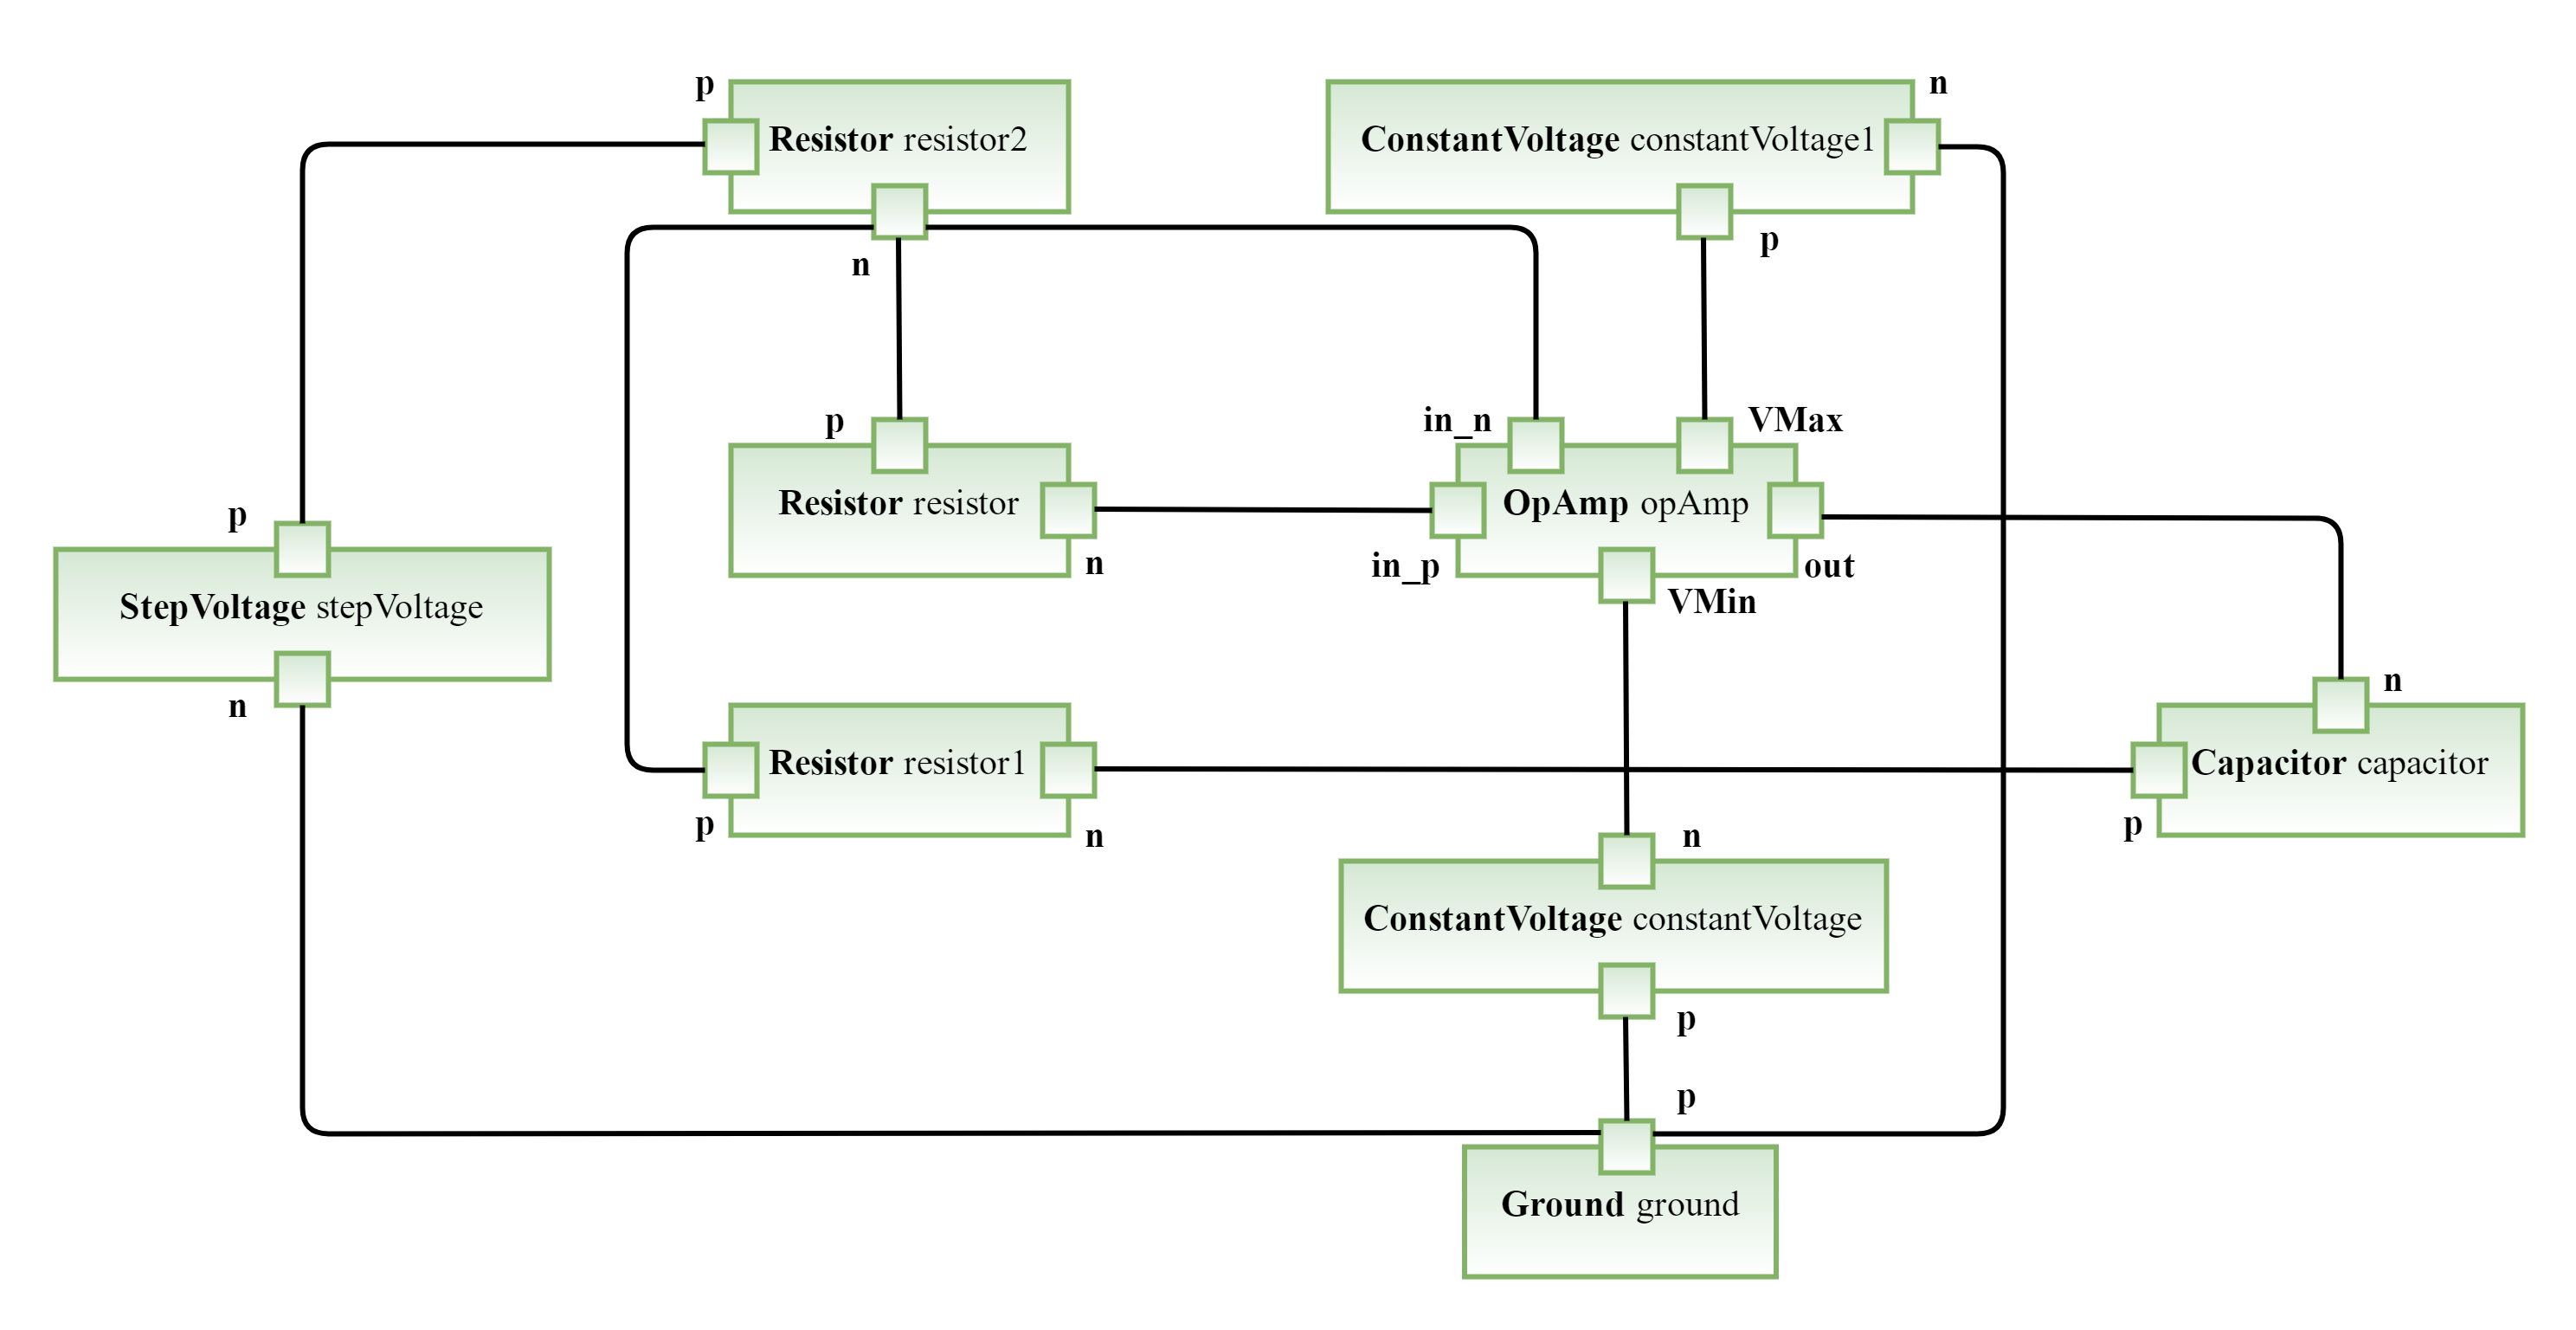 p
Resistor resistor2
n
ConstantVoltage constantVoltage1
n
p
p
Resistor resistor
n
in_n
VMax
OpAmp opAmp
in_p
out
VMin
p
StepVoltage stepVoltage
n
Resistor resistor1
p
n
n
Capacitor capacitor
p
n
ConstantVoltage constantVoltage
p
p
Ground ground